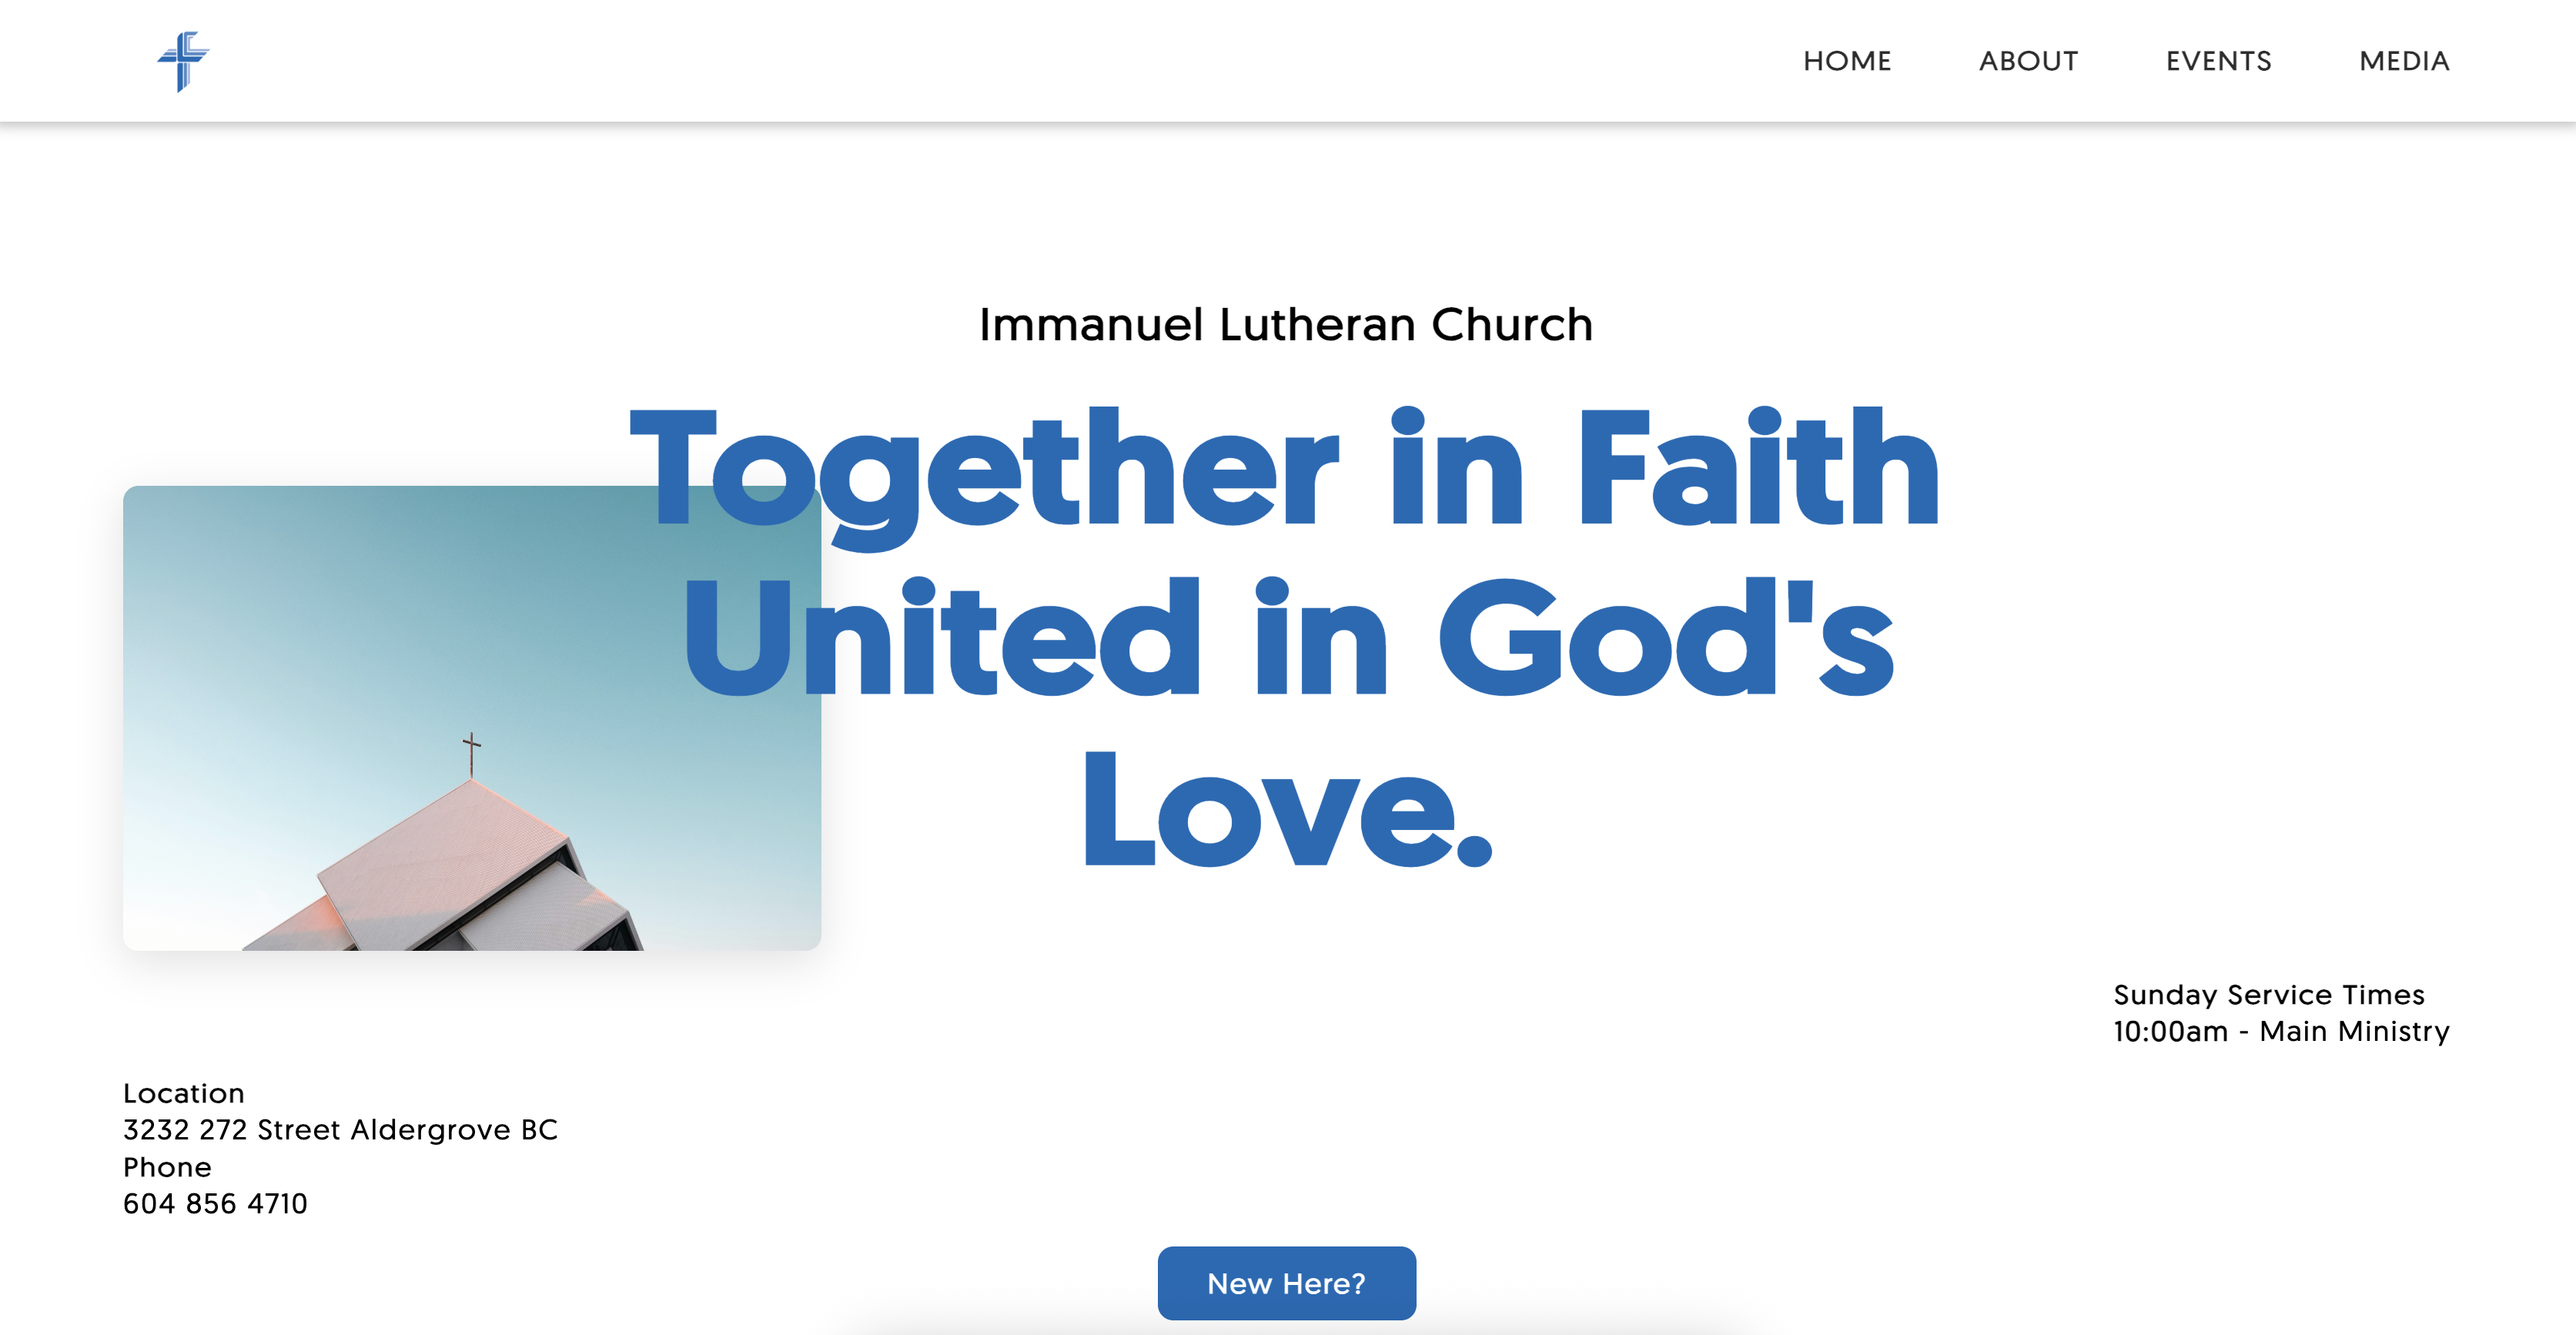 HOME
ABOUT
EVENTS
MEDIA
Immanuel Lutheran Church
Together in Faith
United in God's
Love.
Sunday Service Times
10:00am - Main Ministry
Location
3232 272 Street Aldergrove BC
Phone
604 856 4710
New Here?